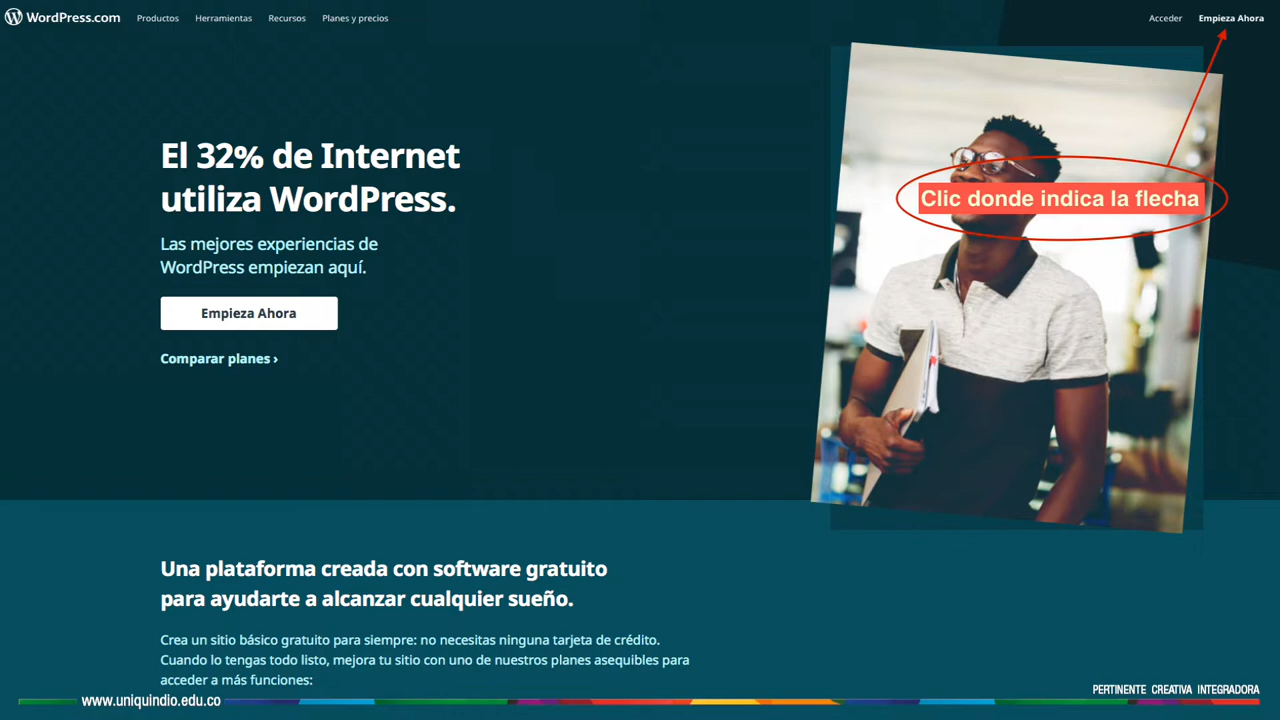 WordPress.com Productos Herramientas Recursos Planes y precios Acceder Empieza Ahora
El 32% de Internet
utiliza WordPress.
Las mejores experiencias de
WordPress empiezan aquí.
Empieza Ahora
Comparar planes ›
Clic donde indica la flecha
Una plataforma creada con software gratuito
para ayudarte a alcanzar cualquier sueño.
Crea un sitio básico gratuito para siempre: no necesitas ninguna tarjeta de crédito.
Cuando lo tengas todo listo, mejora tu sitio con uno de nuestros planes asequibles para
acceder a más funciones:
www.uniquindio.edu.co
PERTINENTE CREATIVA INTEGRADORA